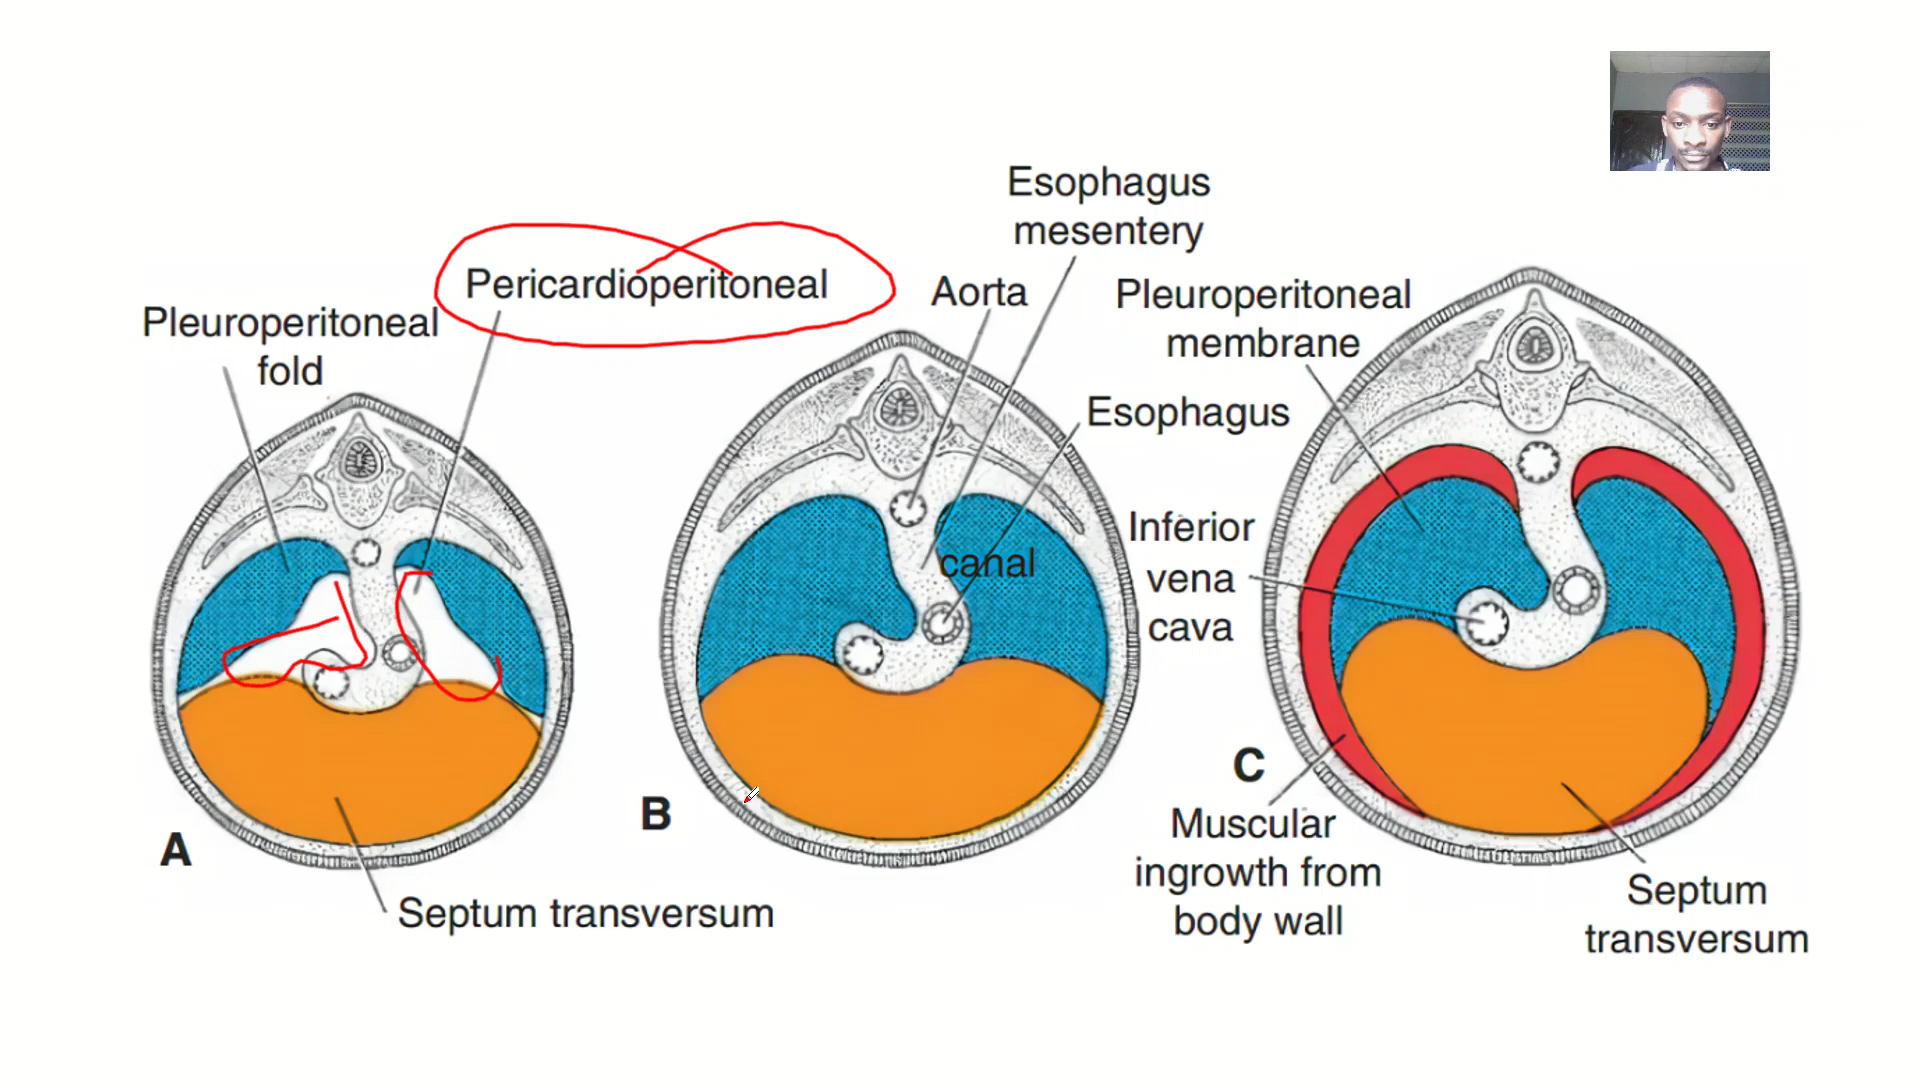 Esophagus
mesentery
Pericardioperitoneal
Aorta
Pleuroperitoneal
membrane
Pleuroperitoneal
fold
Esophagus
canal
Inferior
vena
cava
A
B
C
Muscular
ingrowth from
body wall
Septum transversum
Septum
transversum